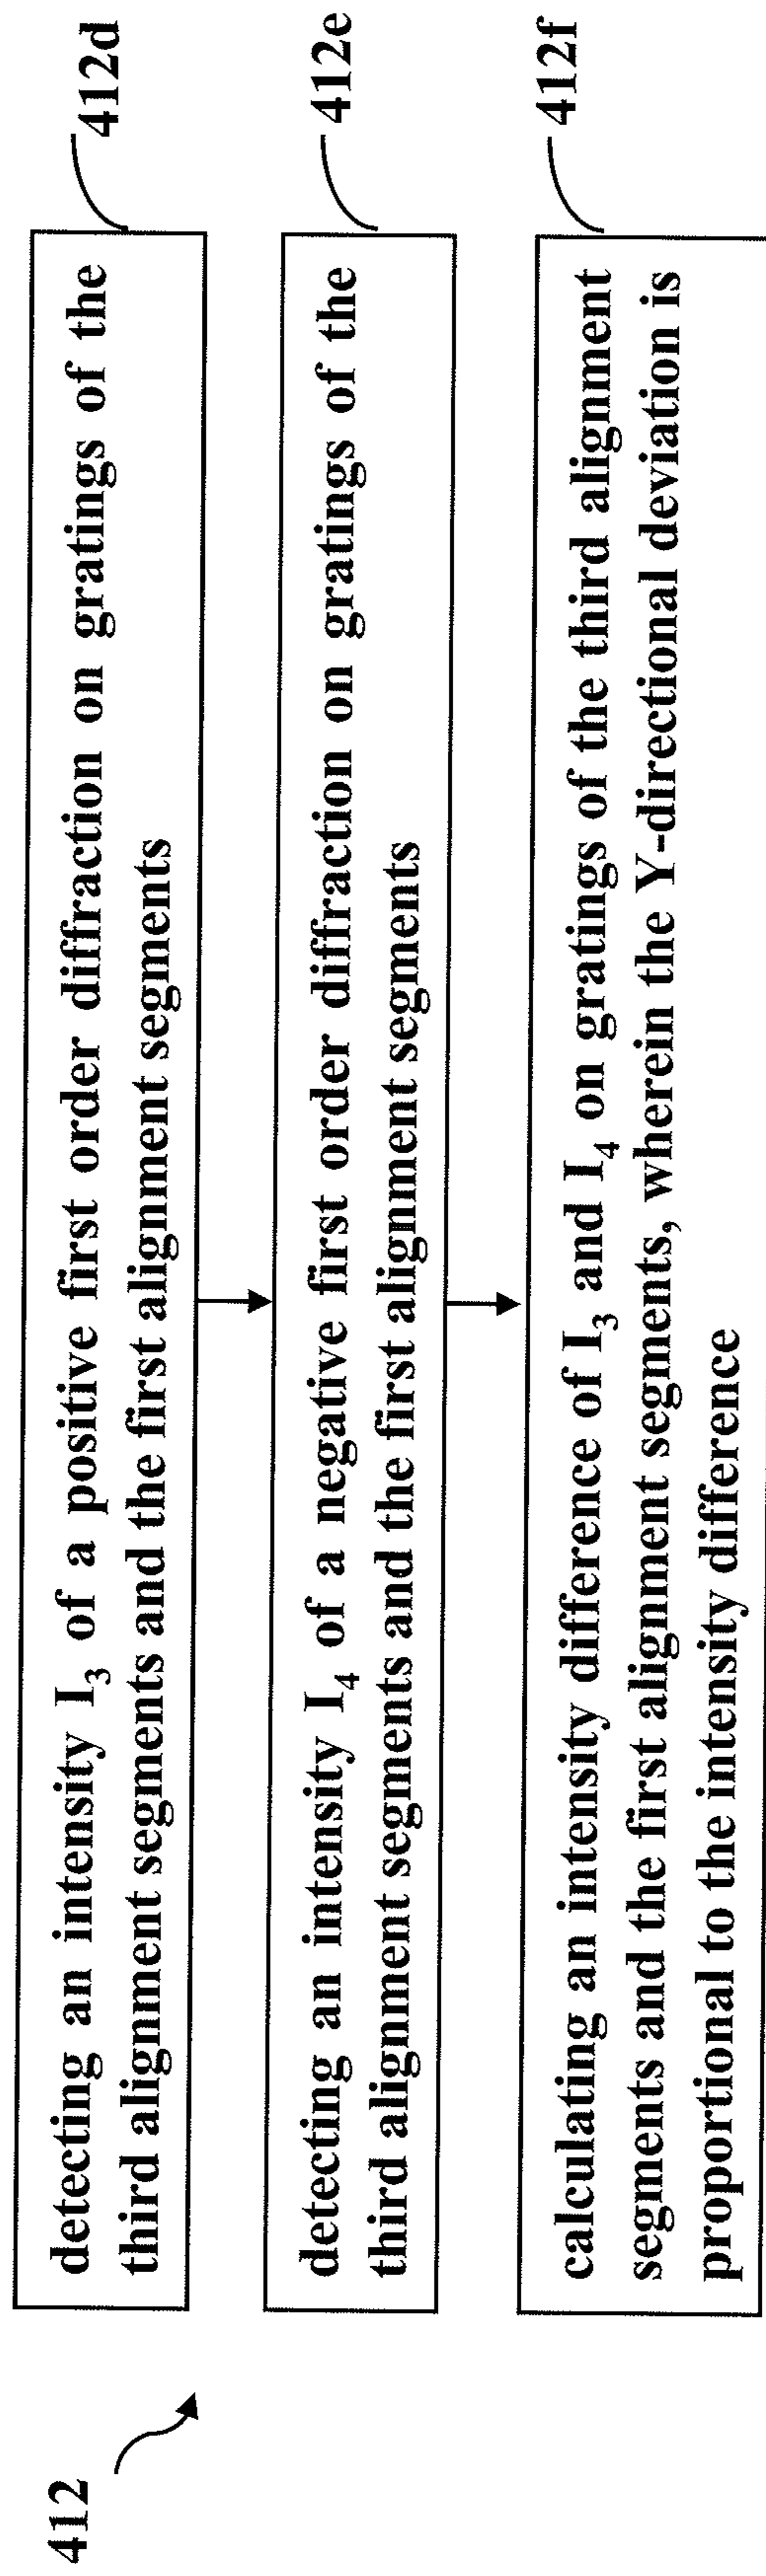 412
detecting an intensity I₃ of a positive first order diffraction on gratings of the
third alignment segments and the first alignment segments
412d
detecting an intensity I₄ of a negative first order diffraction on gratings of the
third alignment segments and the first alignment segments
412e
calculating an intensity difference of I₃ and I₄ on gratings of the third alignment
segments and the first alignment segments, wherein the Y-directional deviation is
proportional to the intensity difference
412f